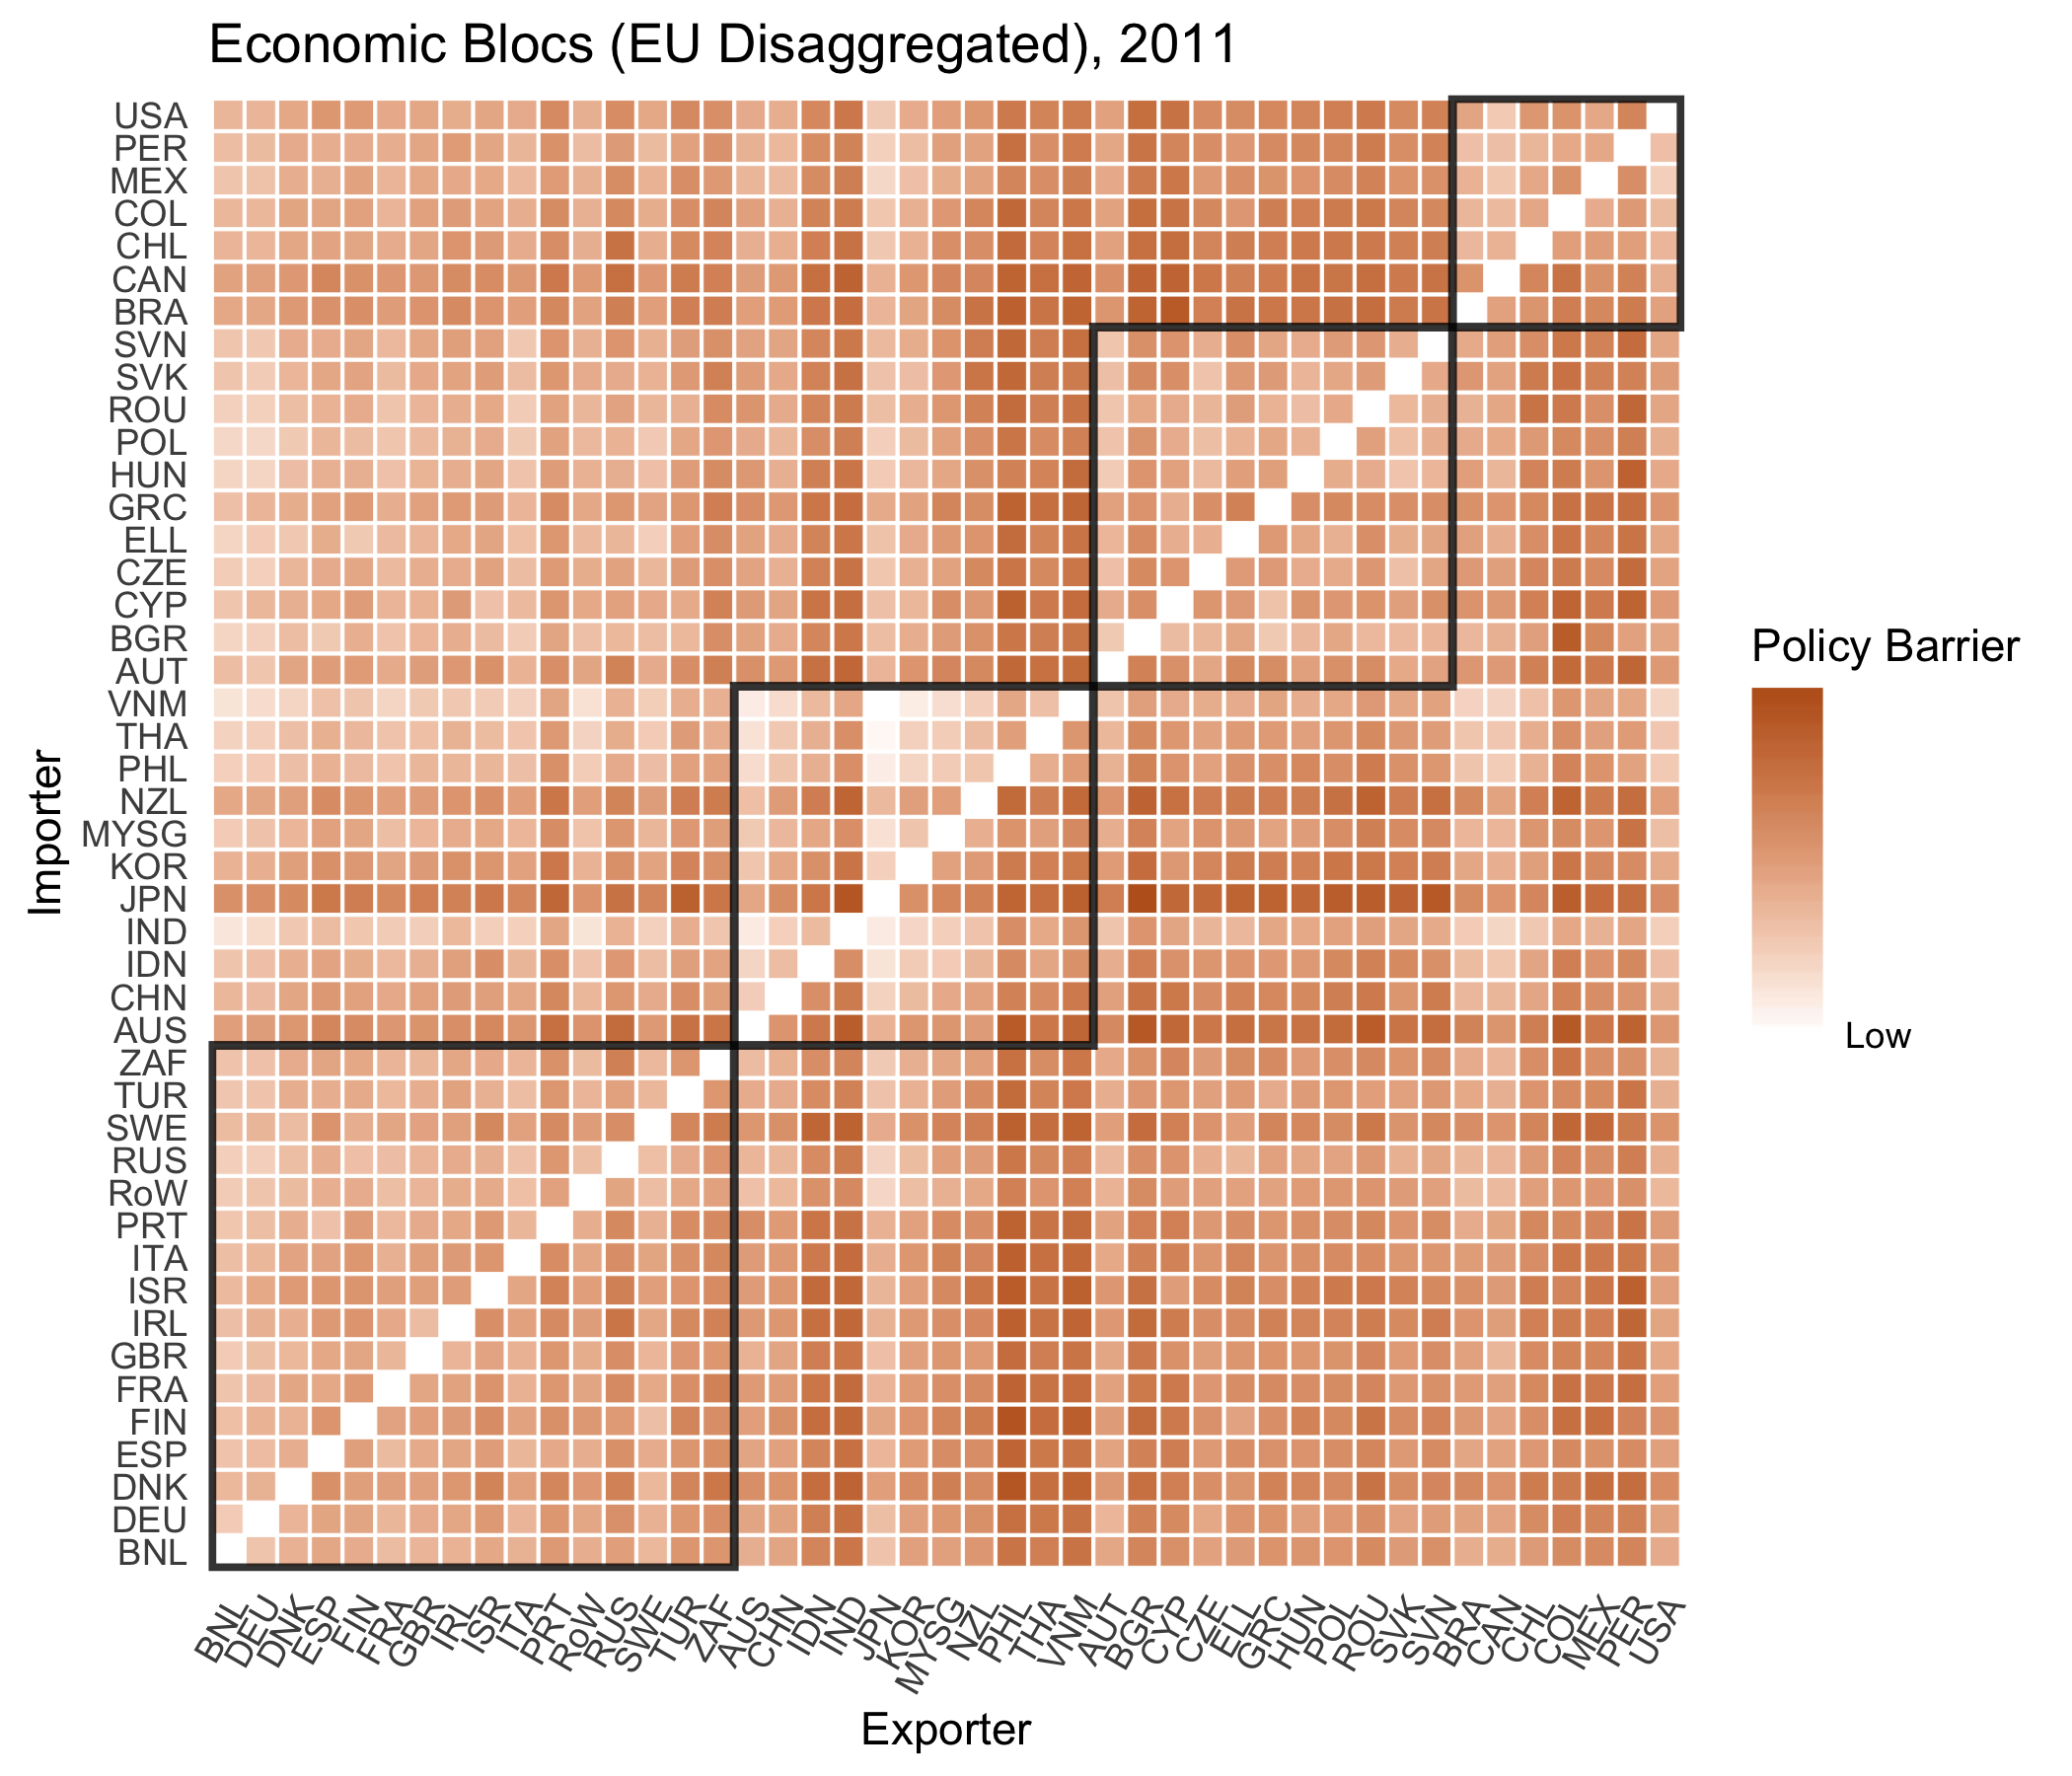 Economic Blocs (EU Disaggregated), 2011
USA
PER
MEX
COL
CHL
CAN
BRA
SVN
SVK
ROU
POL
HUN
GRC
ELL
CZE
CYP
BGR
AUT
VNM
THA
PHL
NZL
MYSG
KOR
JPN
IND
IDN
CHN
AUS
ZAF
TUR
SWE
RUS
RoW
PRT
ITA
ISR
IRL
GBR
FRA
FIN
ESP
DNK
DEU
BNL
Importer
BNL
DEU
DNK
ESP
FIN
FRA
GBR
IRL
ISR
ITA
PRT
RoW
RUS
SWE
TUR
ZAF
AUS
CHN
IDN
IND
JPN
KOR
MYSG
NZL
PHL
THA
VNM
AUT
BGR
CYP
CZE
ELL
GRC
HUN
POL
ROU
SVK
SVN
BRA
CAN
CHL
COL
MEX
PER
USA
Exporter
Policy Barrier
Low